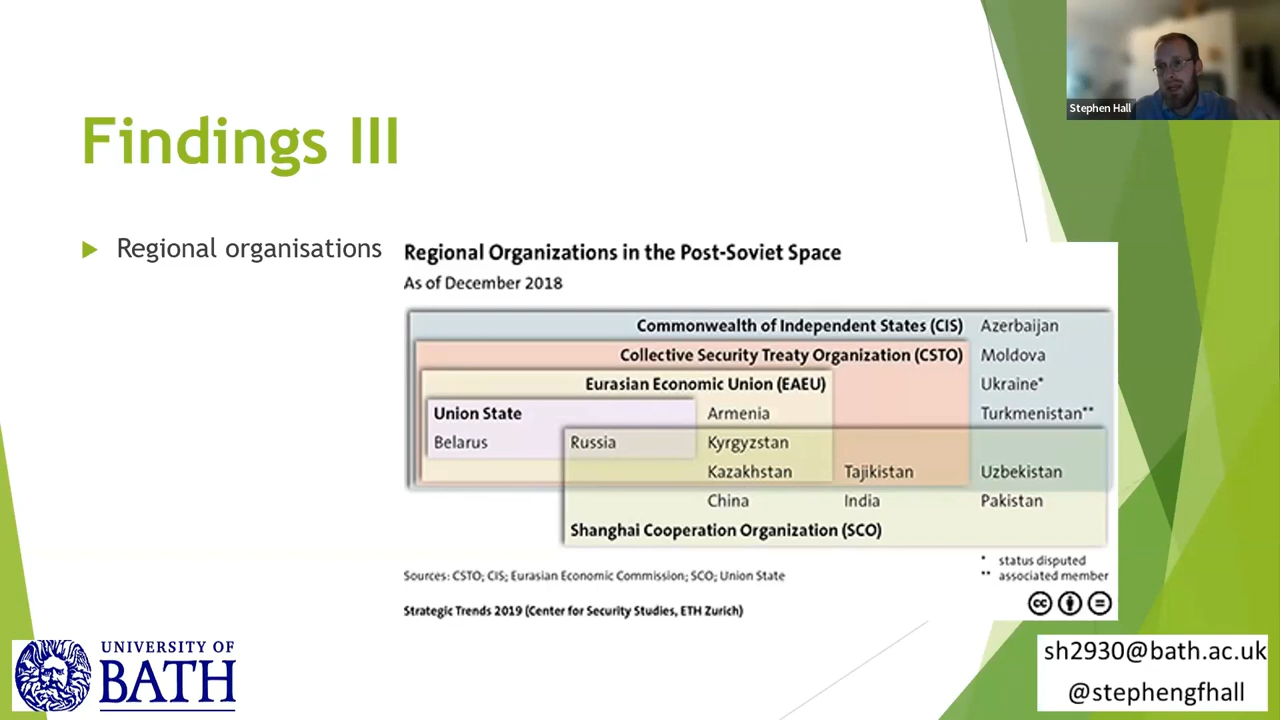 Stephen Hall
Findings III
Regional organisations
Regional Organizations in the Post-Soviet Space
As of December 2018
Commonwealth of Independent States (CIS) Azerbaijan
Collective Security Treaty Organization (CSTO) Moldova
Eurasian Economic Union (EAEU) Ukraine*
Union State Armenia Turkmenistan**
Belarus Russia Kyrgyzstan
Kazakhstan Tajikistan Uzbekistan
China India Pakistan
Shanghai Cooperation Organization (SCO)
* status disputed
Sources: CSTO; CIS; Eurasian Economic Commission; SCO; Union State ** associated member
Strategic Trends 2019 (Center for Security Studies, ETH Zurich)
cc
UNIVERSITY OF
BATH
sh2930@bath.ac.uk
@stephengfhall